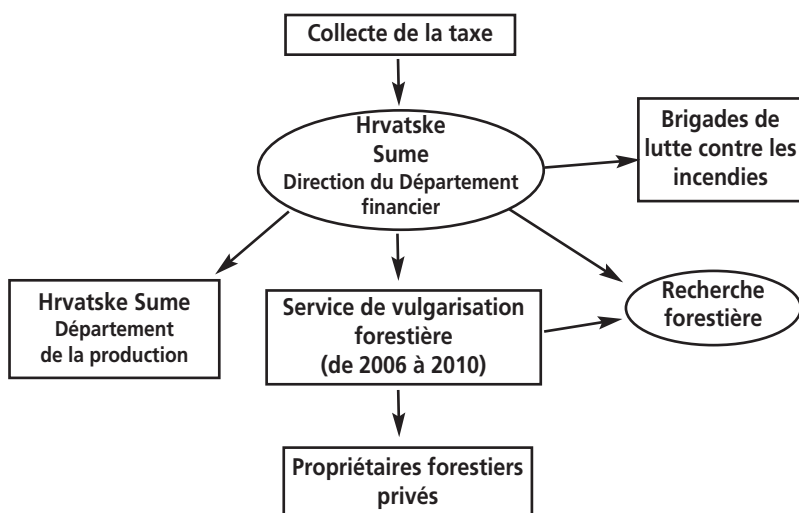 Collecte de la taxe
Hrvatske
Sume
Direction du Département
financier
Brigades de
lutte contre les
incendies
Hrvatske Sume
Département
de la production
Service de vulgarisation
forestière
(de 2006 à 2010)
Recherche
forestière
Propriétaires forestiers
privés